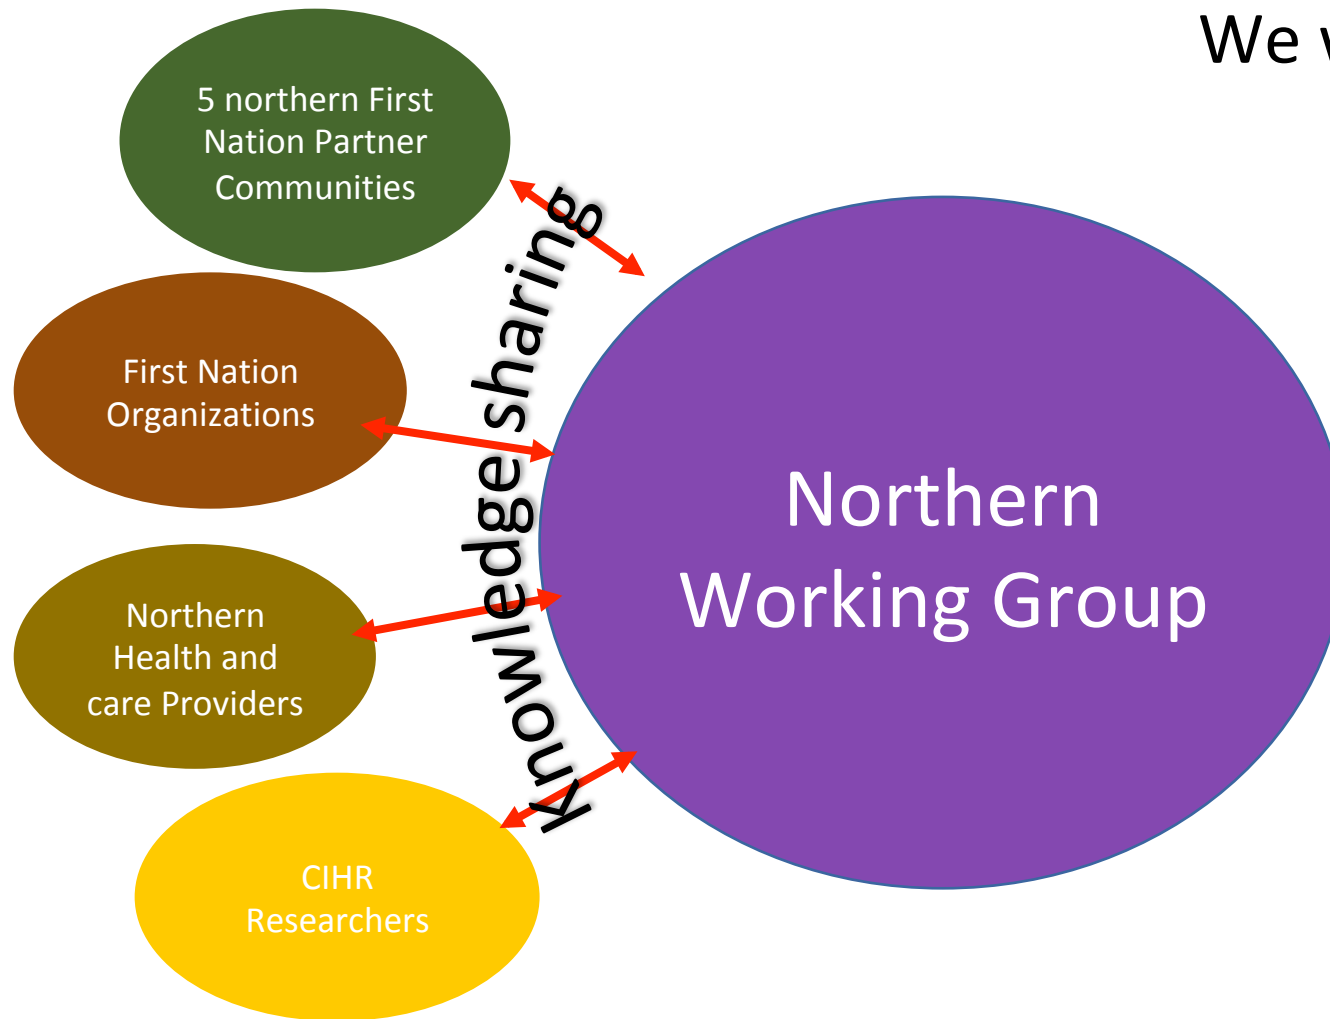 We
5 northern First
Nation Partner
Communities
First Nation
Organizations
Northern
Health and
care Providers
CIHR
Researchers
Knowledge sharing
Northern
Working Group